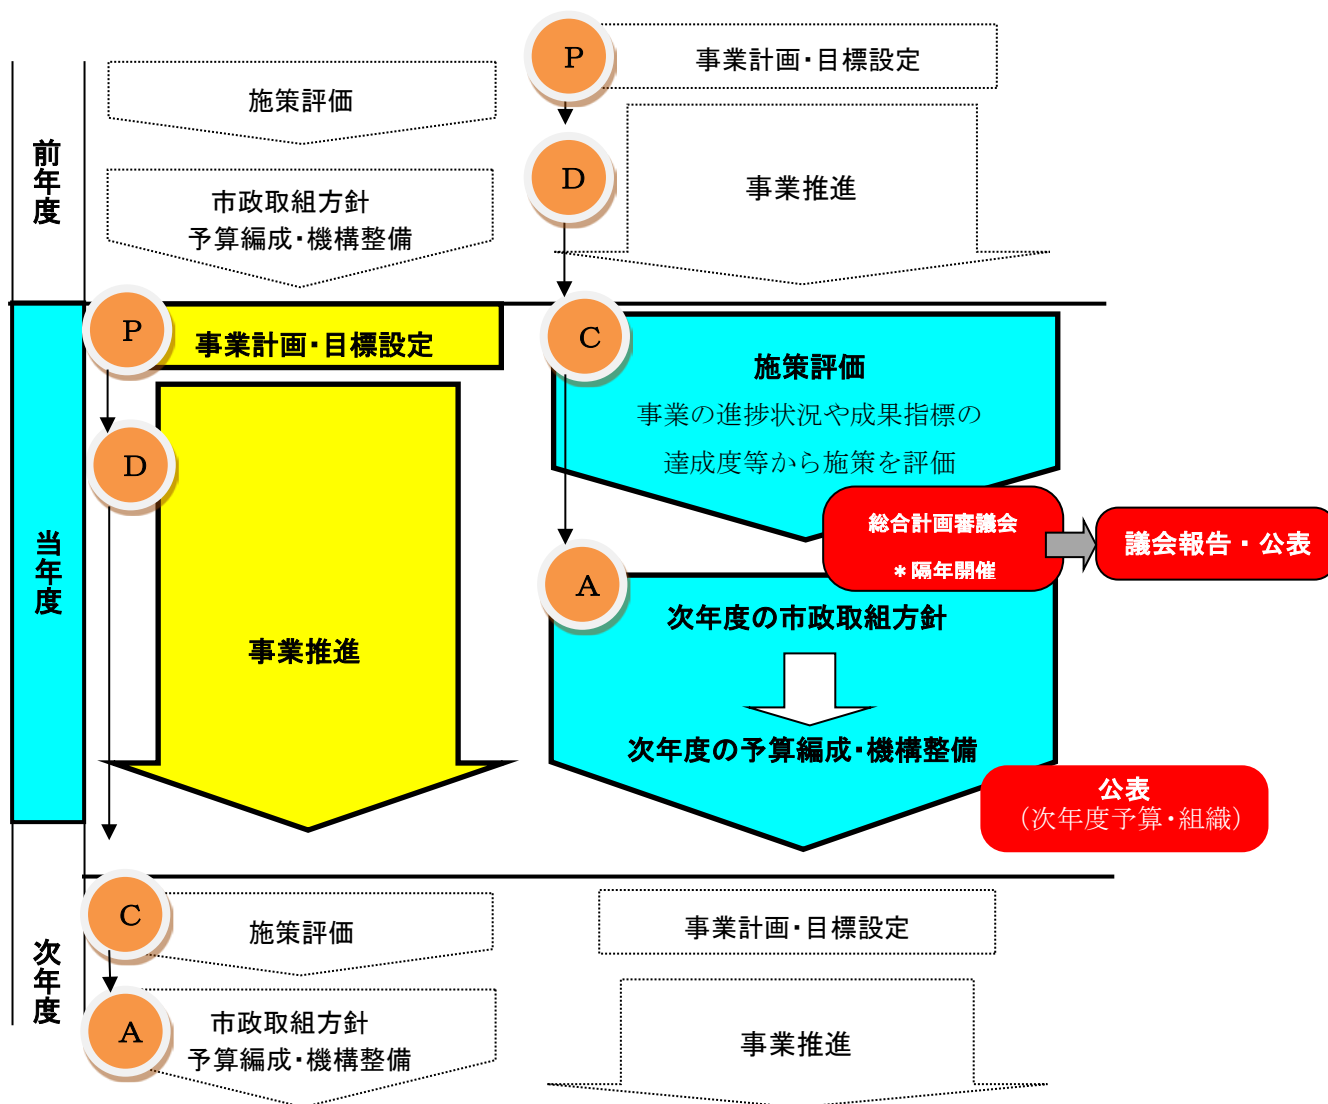 前年度
施策評価
市政取組方針
予算編成・機構整備
P
事業計画・目標設定
D
事業推進
当年度
P
事業計画・目標設定
D
事業推進
C
施策評価
事業の進捗状況や成果指標の
達成度等から施策を評価
総合計画審議会
＊隔年開催
議会報告・公表
A
次年度の市政取組方針
次年度の予算編成・機構整備
公表
（次年度予算・組織）
次年度
C
施策評価
A
市政取組方針
予算編成・機構整備
事業計画・目標設定
事業推進